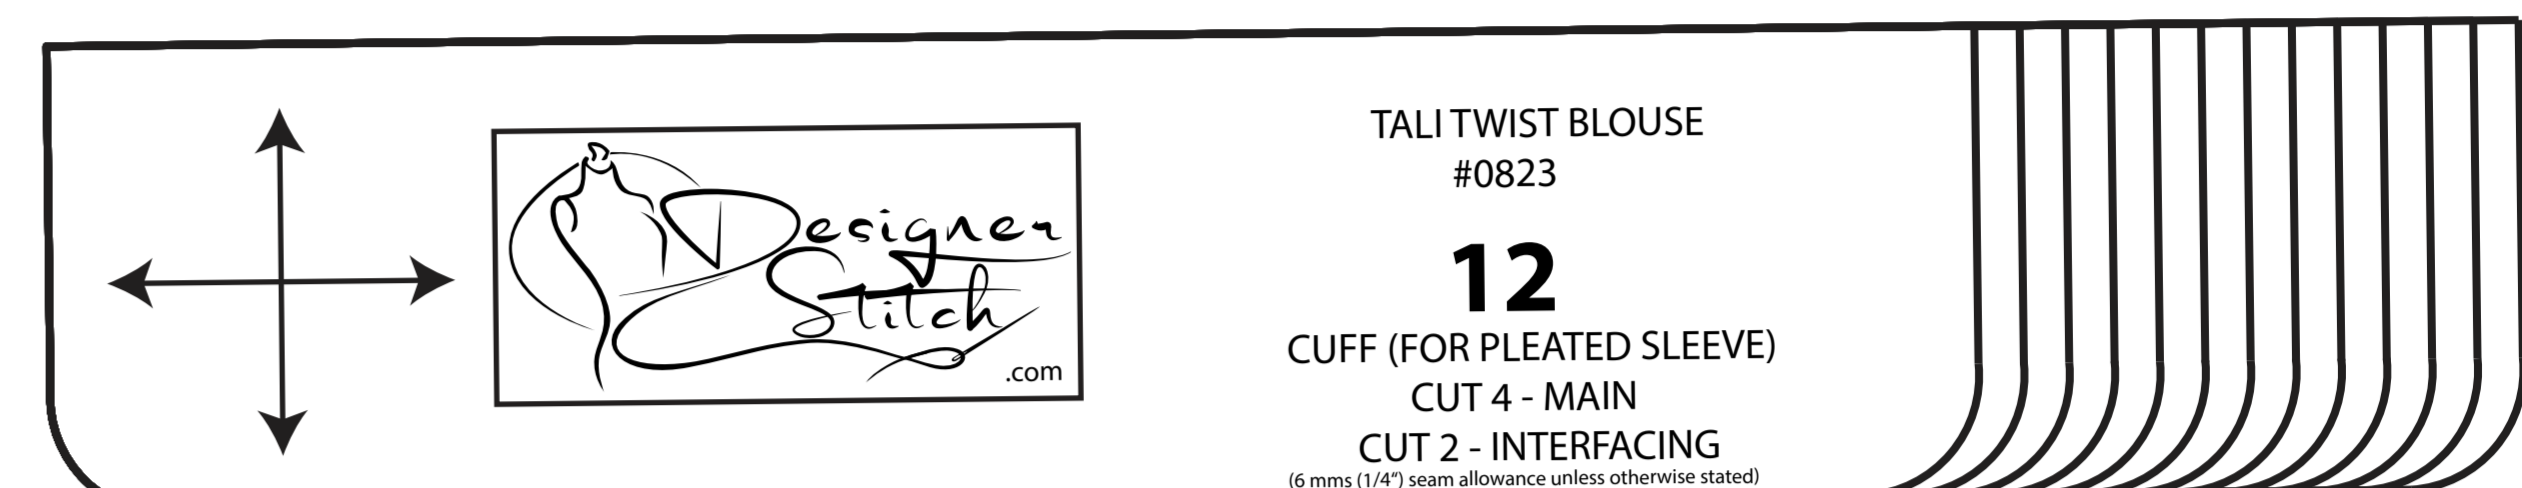 Designer
Stitch
.com
TALI TWIST BLOUSE
#0823
12
CUFF (FOR PLEATED SLEEVE)
CUT 4 - MAIN
CUT 2 - INTERFACING
(6 mms (1/4“) seam allowance unless otherwise stated)